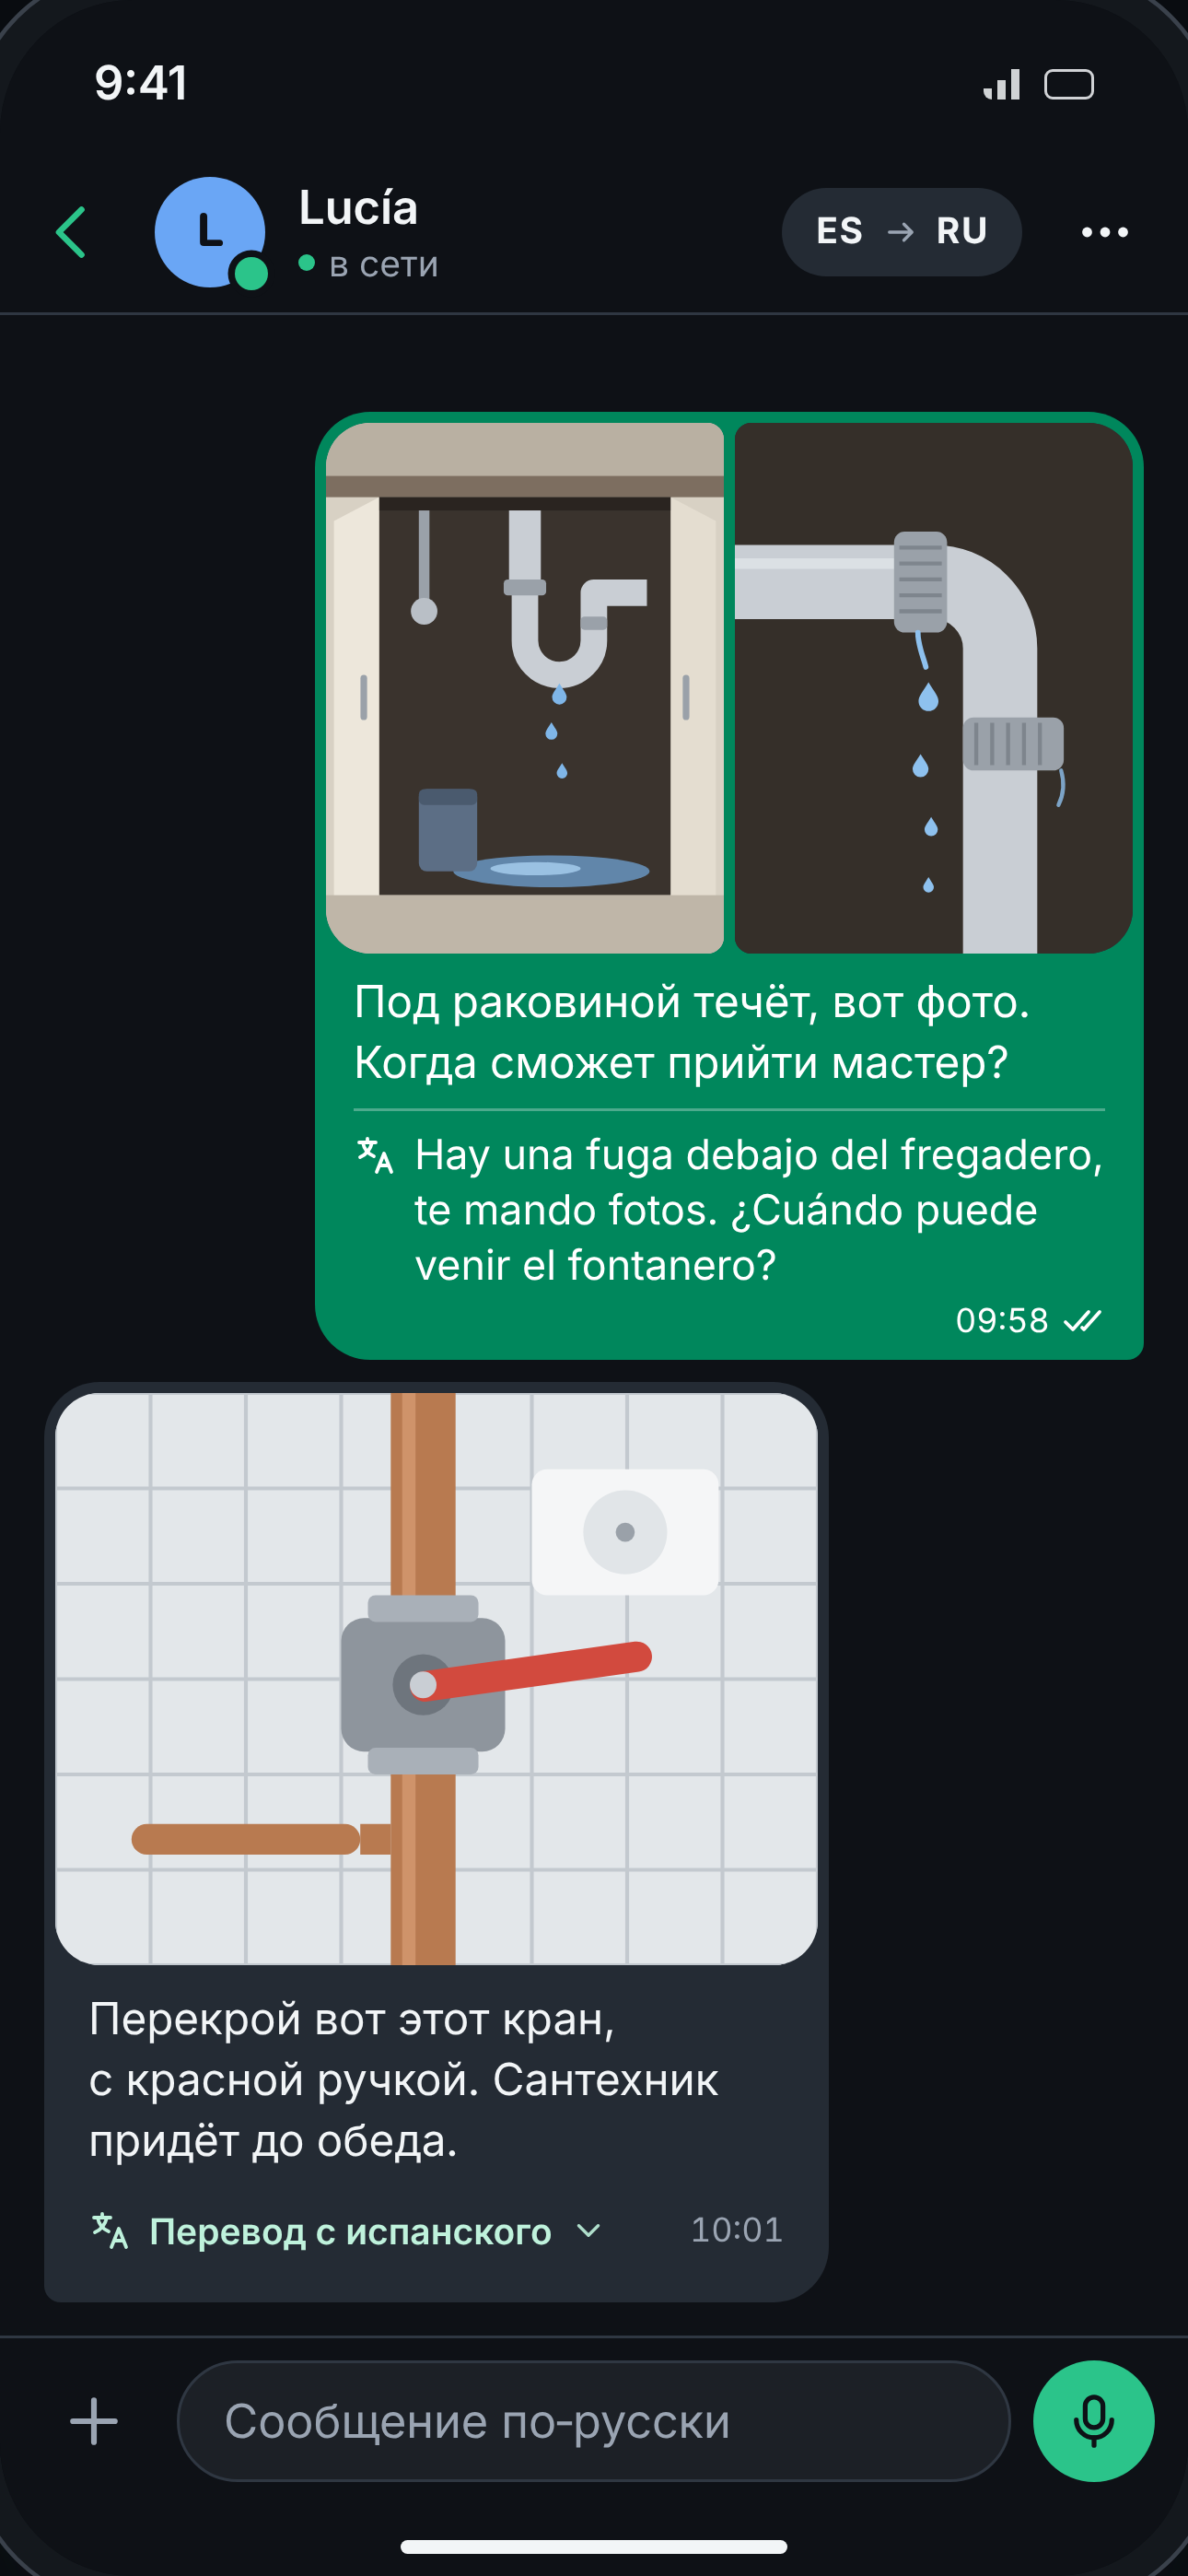 9:41
L
Lucía
в сети
ES → RU
Под раковиной течёт, вот фото.
Когда сможет прийти мастер?
Hay una fuga debajo del fregadero,
te mando fotos. ¿Cuándo puede
venir el fontanero?
09:58
Перекрой вот этот кран,
с красной ручкой. Сантехник
придёт до обеда.
Перевод с испанского
10:01
Сообщение по-русски